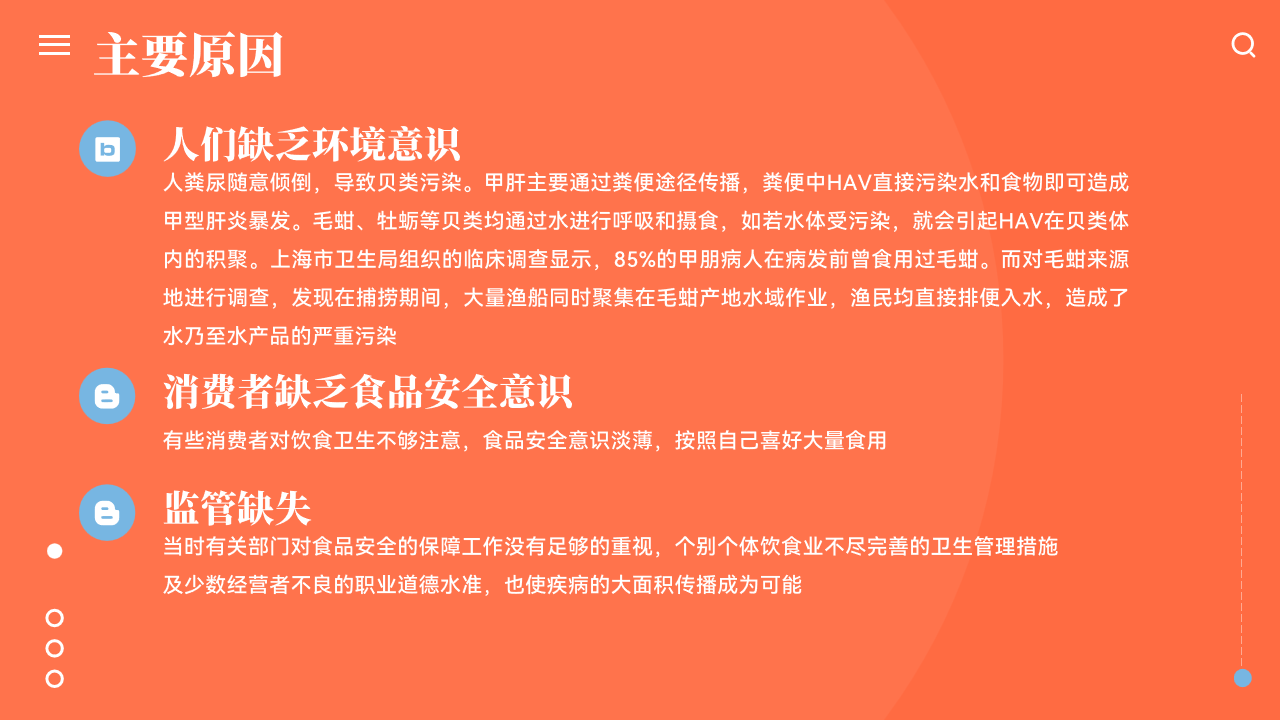 主要原因
人们缺乏环境意识
人粪尿随意倾倒，导致贝类污染。甲肝主要通过粪便途径传播，粪便中HAV直接污染水和食物即可造成
甲型肝炎暴发。毛蚶、牡蛎等贝类均通过水进行呼吸和摄食，如若水体受污染，就会引起HAV在贝类体
内的积聚。上海市卫生局组织的临床调查显示，85%的甲朋病人在病发前曾食用过毛蚶。而对毛蚶来源
地进行调查，发现在捕捞期间，大量渔船同时聚集在毛蚶产地水域作业，渔民均直接排便入水，造成了
水乃至水产品的严重污染
消费者缺乏食品安全意识
有些消费者对饮食卫生不够注意，食品安全意识淡薄，按照自己喜好大量食用
监管缺失
当时有关部门对食品安全的保障工作没有足够的重视，个别个体饮食业不尽完善的卫生管理措施
及少数经营者不良的职业道德水准，也使疾病的大面积传播成为可能